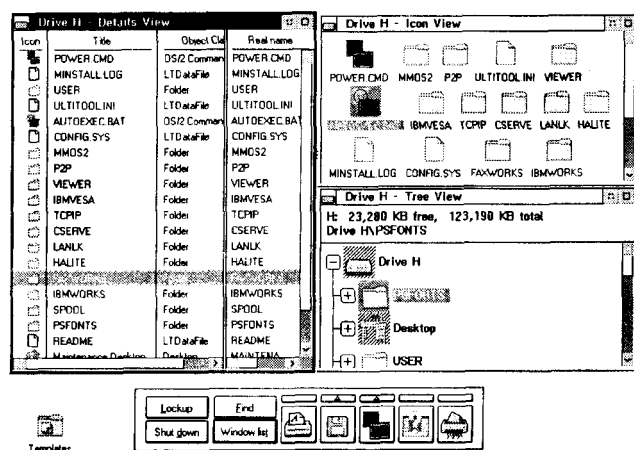 Drive H - Details View
Icon Title Object Cla Real name
POWER.CMD OS/2 Comman POWER.CMD
MINSTALL.LOG LTDataFile MINSTALL.LOG
USER Folder USER
ULTITOOL.INI LTDataFile ULTITOOL.INI
AUTOEXEC.BAT OS/2 Comman AUTOEXEC.BAT
CONFIG.SYS LTDataFile CONFIG.SYS
MMOS2 Folder MMOS2
P2P Folder P2P
VIEWER Folder VIEWER
IBMVESA Folder IBMVESA
TCPIP Folder TCPIP
CSERVE Folder CSERVE
LANLK Folder LANLK
HALITE Folder HALITE
IBMWORKS Folder IBMWORKS
SPOOL Folder SPOOL
PSFONTS Folder PSFONTS
README LTDataFile README
Maintenance Desktop Desktop MAINTENA
Drive H - Icon View
POWER.CMD MMOS2 P2P ULTITOOL.INI VIEWER
IBMVESA TCPIP CSERVE LANLK HALITE
MINSTALL.LOG CONFIG.SYS FAXWORKS IBMWORKS
Drive H - Tree View
H: 23,280 KB free, 123,190 KB total
Drive H\PSFONTS
Drive H
PSFONTS
Desktop
USER
Lockup Find
Shut down Window list
Templates